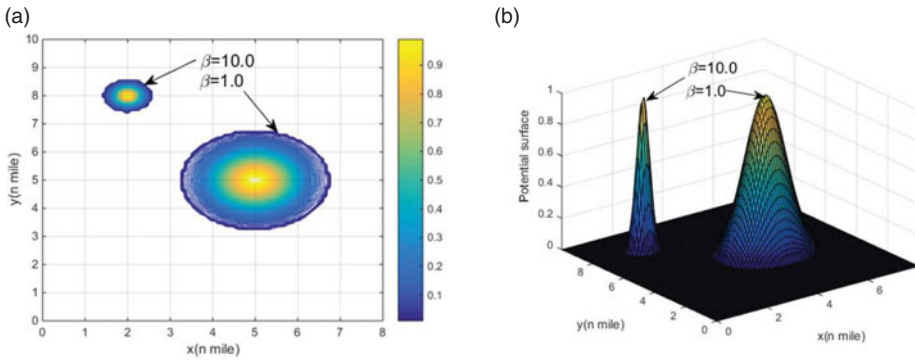 (a)
10
9
8
7
6
5
4
3
2
1
0
y(n mile)
β=10.0
β=1.0
0 1 2 3 4 5 6 7 8
x(n mile)
0.9
0.8
0.7
0.6
0.5
0.4
0.3
0.2
0.1
(b)
β=10.0
β=1.0
1
0.8
0.6
0.4
0.2
0
Potential surface
8
6
4
2
0
y(n mile)
0
2
4
6
x(n mile)